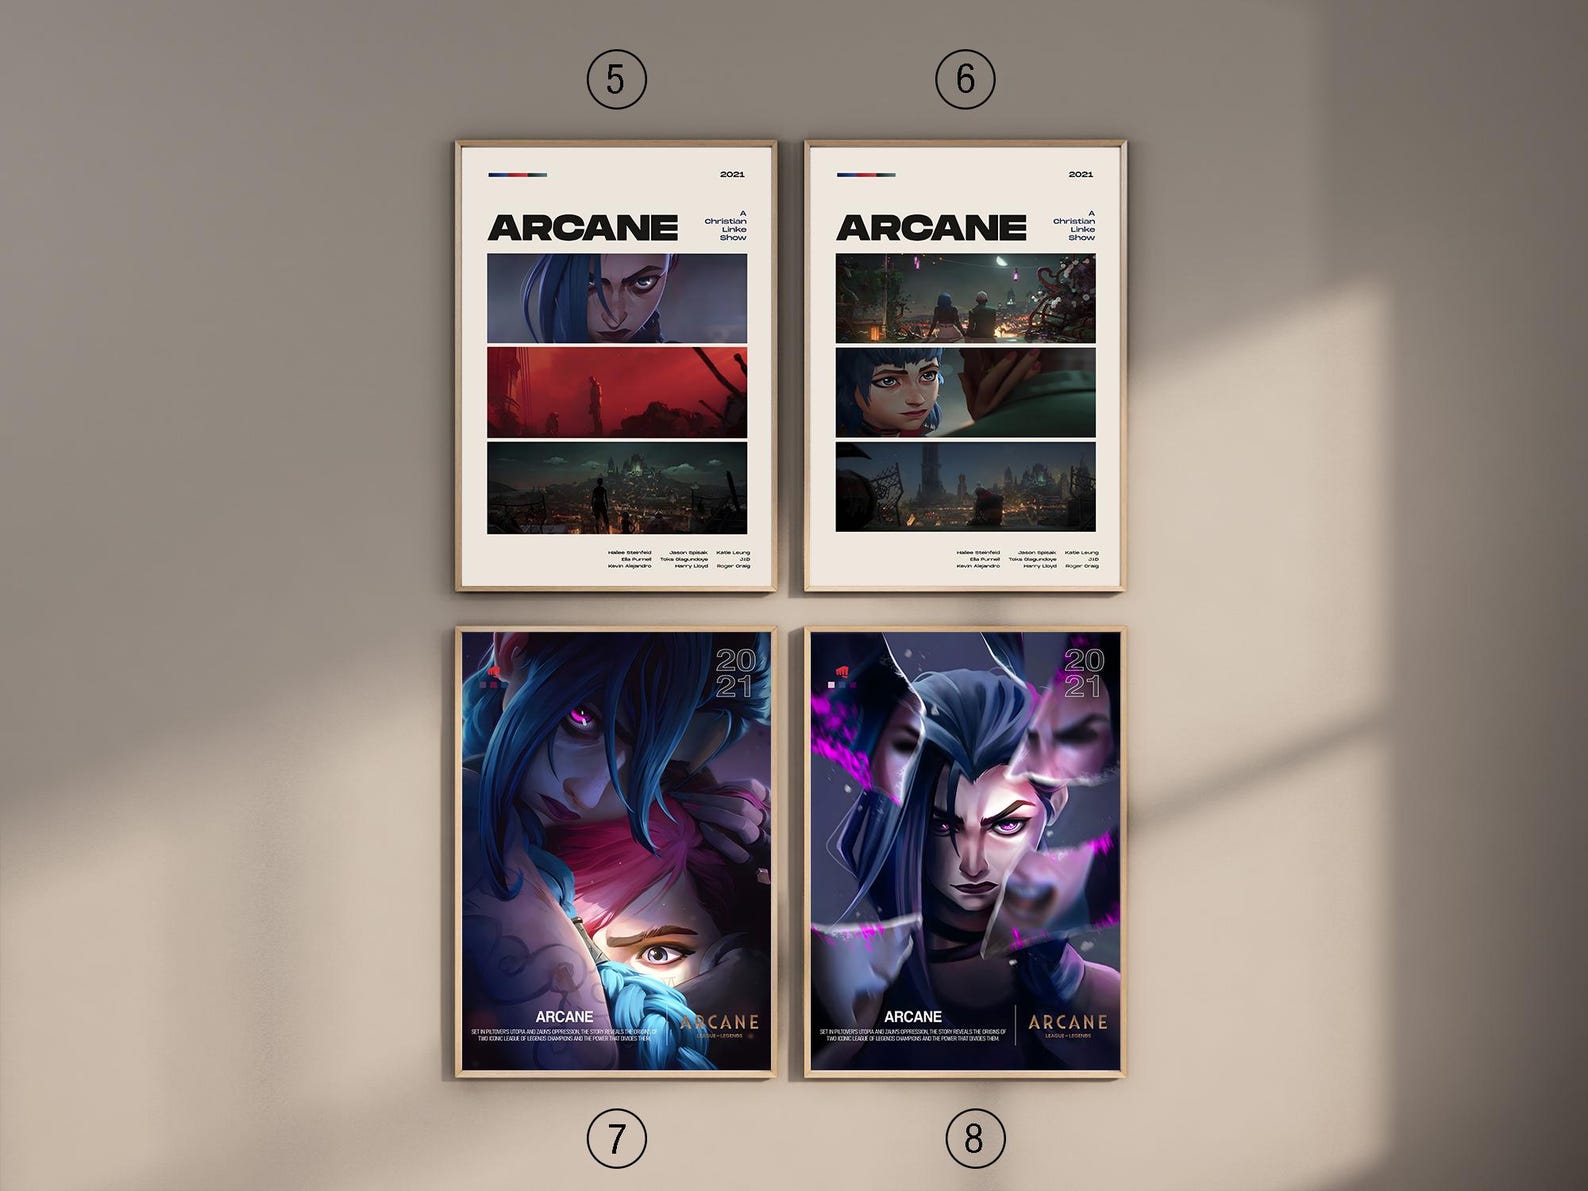 5
6
2021
ARCANE
A
Christian
Linke
Show
Hailee Steinfeld Jason Spisak Katie Leung
Ella Purnell Toks Olagundoye JID
Kevin Alejandro Harry Lloyd Roger Craig
2021
ARCANE
A
Christian
Linke
Show
Hailee Steinfeld Jason Spisak Katie Leung
Ella Purnell Toks Olagundoye JID
Kevin Alejandro Harry Lloyd Roger Craig
20
21
ARCANE
SET IN PILTOVER'S UTOPIA AND ZAUN'S OPPRESSION, THE STORY REVEALS THE ORIGINS OF
TWO ICONIC LEAGUE OF LEGENDS CHAMPIONS AND THE POWER THAT DIVIDES THEM.
ARCANE
LEAGUE OF LEGENDS
20
21
ARCANE
SET IN PILTOVER'S UTOPIA AND ZAUN'S OPPRESSION, THE STORY REVEALS THE ORIGINS OF
TWO ICONIC LEAGUE OF LEGENDS CHAMPIONS AND THE POWER THAT DIVIDES THEM.
ARCANE
LEAGUE OF LEGENDS
7
8